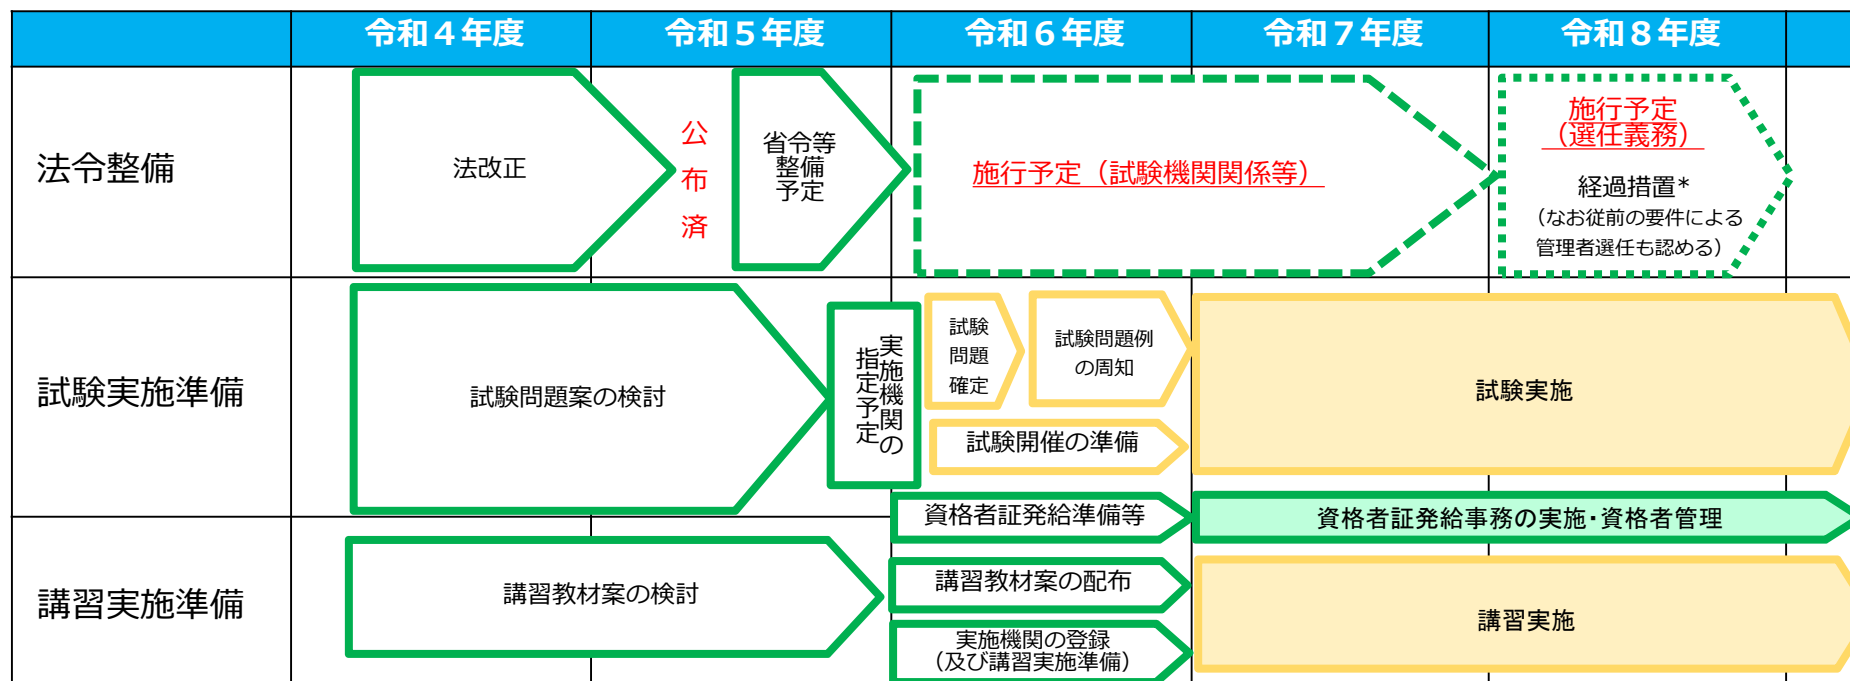 令和４年度
令和５年度
令和６年度
令和７年度
令和８年度
法令整備
法改正
公布済
省令等
整備
予定
施行予定（試験機関関係等）
施行予定
（選任義務）
経過措置*
（なお従前の要件による
管理者選任も認める）
試験実施準備
試験問題案の検討
実施機関の
指定予定
試験
問題
確定
試験問題例
の周知
試験開催の準備
試験実施
資格者証発給準備等
資格者証発給事務の実施・資格者管理
講習実施準備
講習教材案の検討
講習教材案の配布
実施機関の登録
（及び講習実施準備）
講習実施